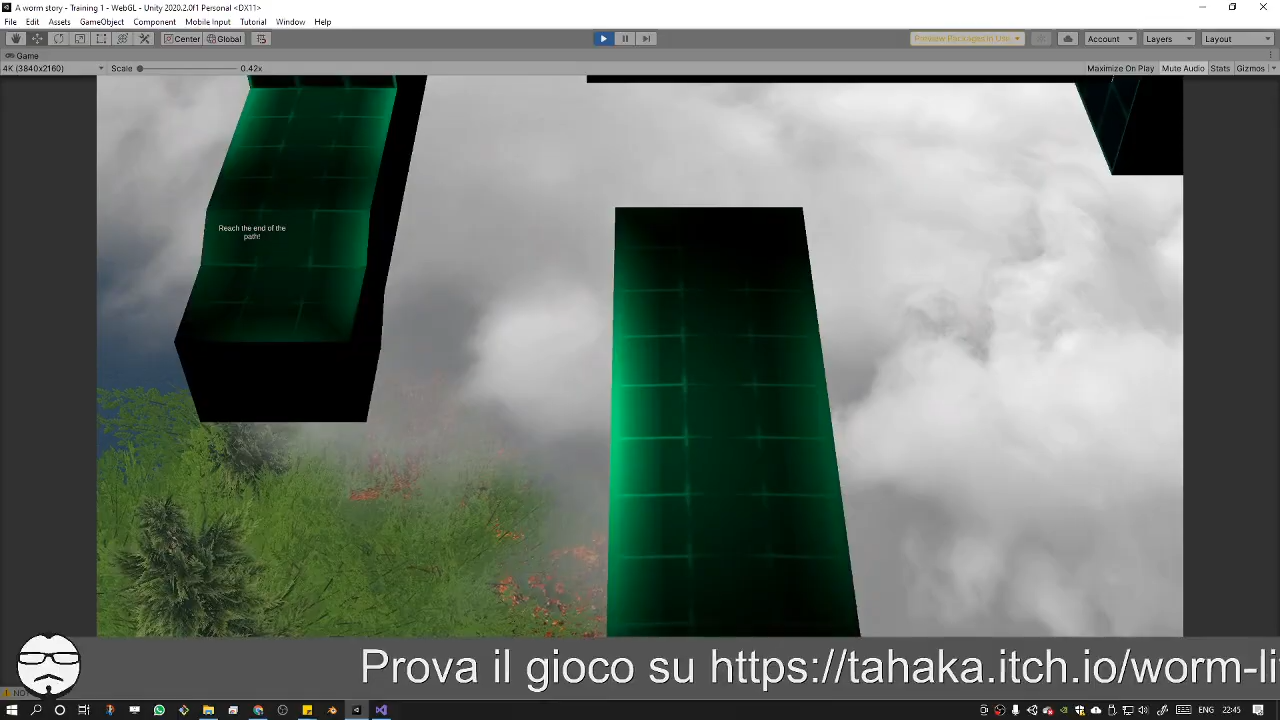 A worm story - Training 1 - WebGL - Unity 2020.2.0f1 Personal <DX11>
File Edit Assets GameObject Component Mobile Input Tutorial Window Help
Center Global Preview Packages in Use Account Layers Layout
Game
4K (3840x2160) Scale 0.42x Maximize On Play Mute Audio Stats Gizmos
Reach the end of the
path!
Prova il gioco su https://tahaka.itch.io/worm-li
ENG 22:45